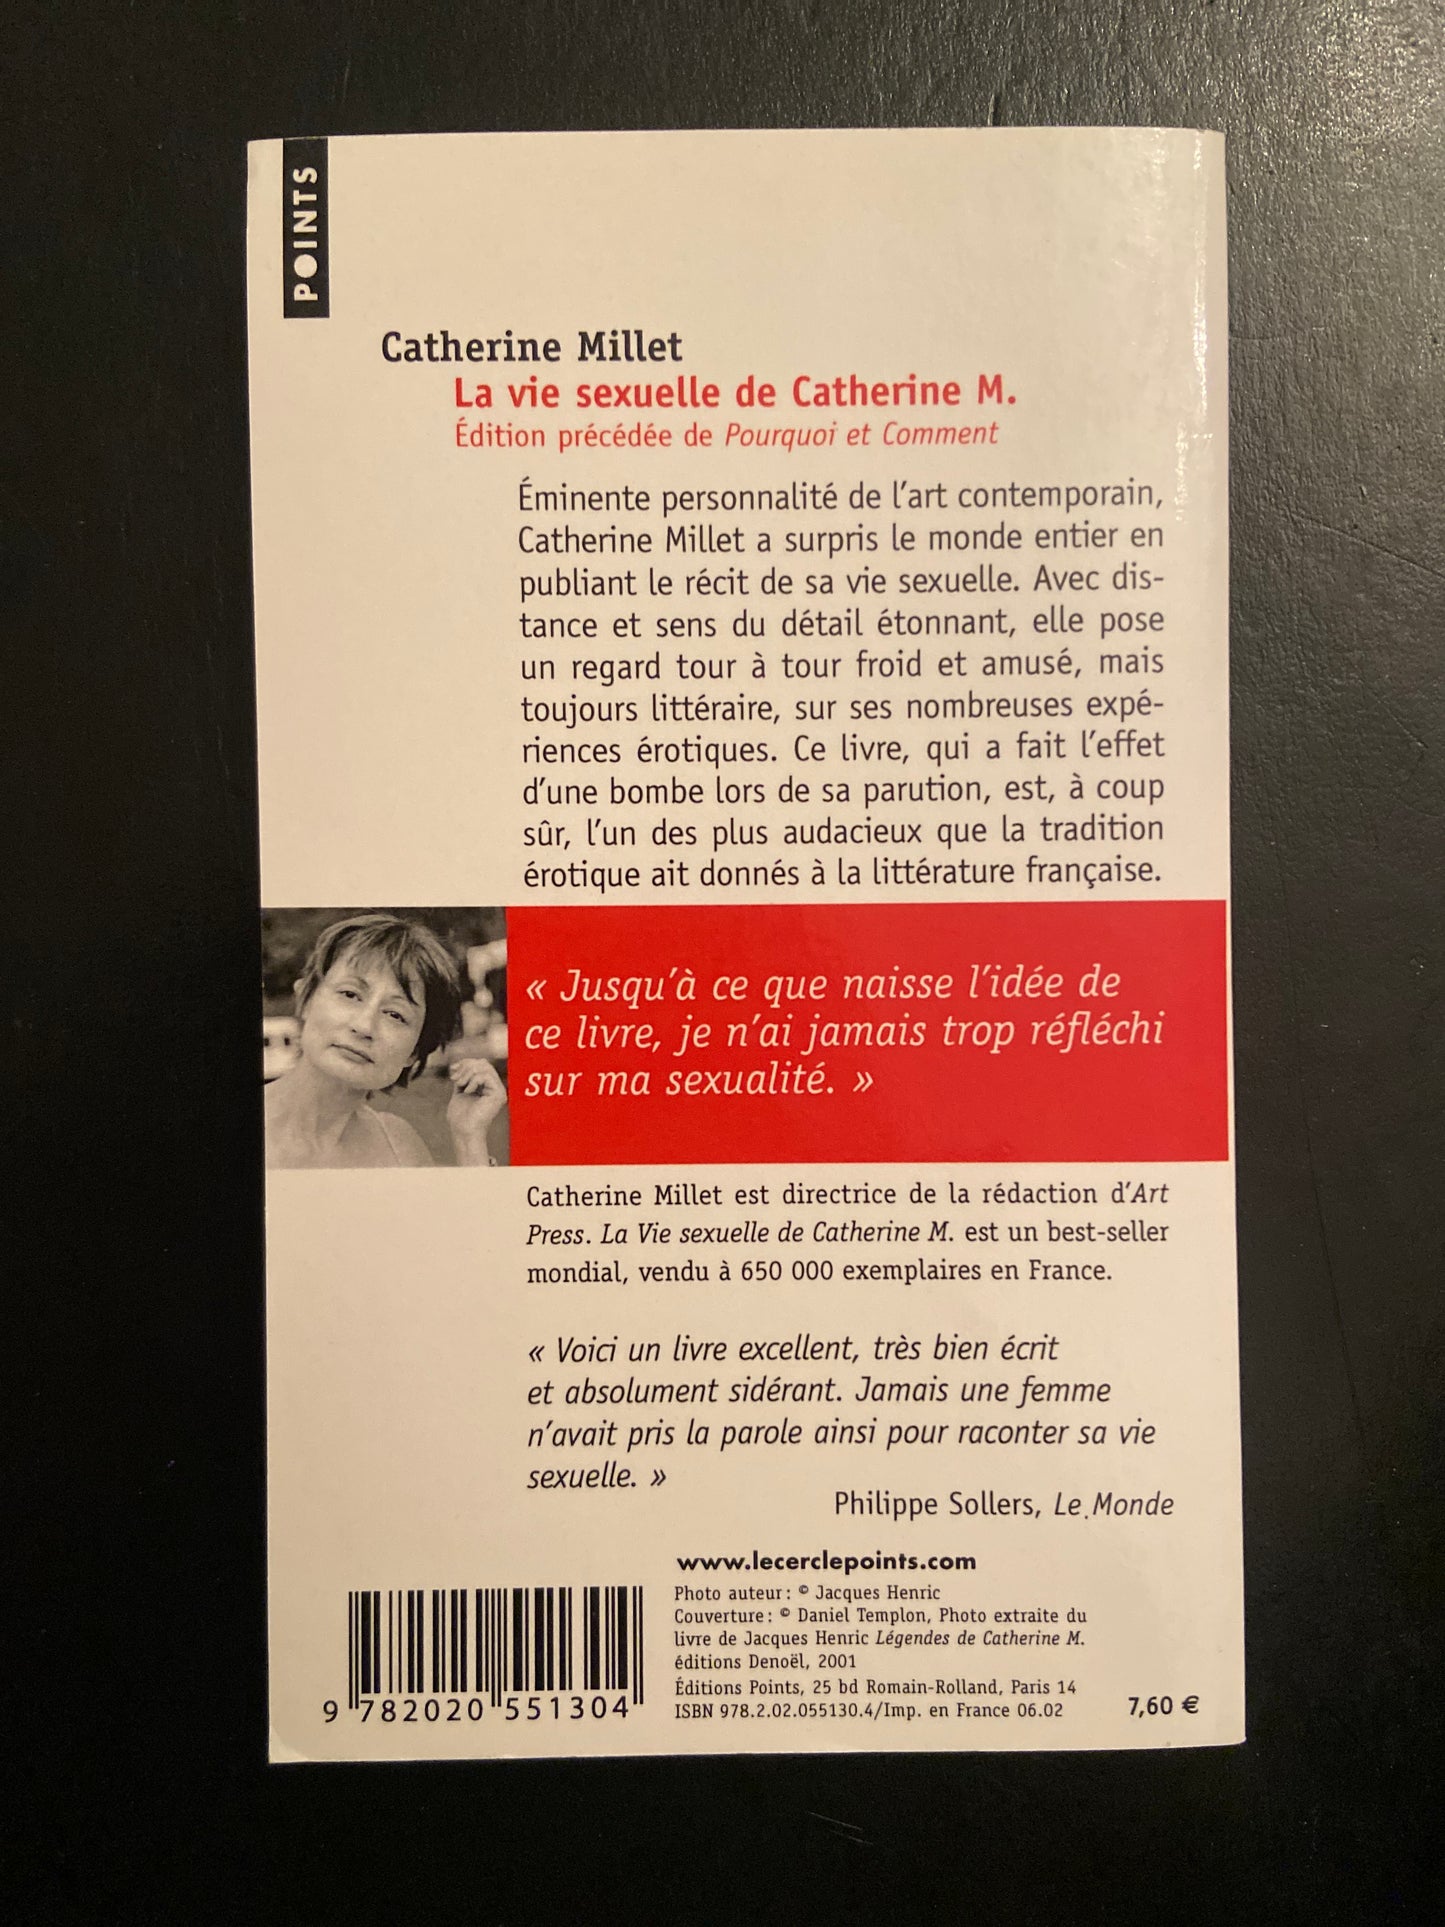 POINTS
Catherine Millet
La vie sexuelle de Catherine M.
Édition précédée de Pourquoi et Comment
Éminente personnalité de l'art contemporain,
Catherine Millet a surpris le monde entier en
publiant le récit de sa vie sexuelle. Avec dis-
tance et sens du détail étonnant, elle pose
un regard tour à tour froid et amusé, mais
toujours littéraire, sur ses nombreuses expé-
riences érotiques. Ce livre, qui a fait l'effet
d'une bombe lors de sa parution, est, à coup
sûr, l'un des plus audacieux que la tradition
érotique ait donnés à la littérature française.
« Jusqu'à ce que naisse l'idée de
ce livre, je n'ai jamais trop réfléchi
sur ma sexualité. »
Catherine Millet est directrice de la rédaction d'Art
Press. La Vie sexuelle de Catherine M. est un best-seller
mondial, vendu à 650 000 exemplaires en France.
« Voici un livre excellent, très bien écrit
et absolument sidérant. Jamais une femme
n'avait pris la parole ainsi pour raconter sa vie
sexuelle. »
Philippe Sollers, Le Monde
www.lecerclepoints.com
Photo auteur : © Jacques Henric
Couverture : © Daniel Templon, Photo extraite du
livre de Jacques Henric Légendes de Catherine M.
éditions Denoël, 2001
Éditions Points, 25 bd Romain-Rolland, Paris 14
ISBN 978.2.02.055130.4/Imp. en France 06.02
7,60 €
9 782020 551304